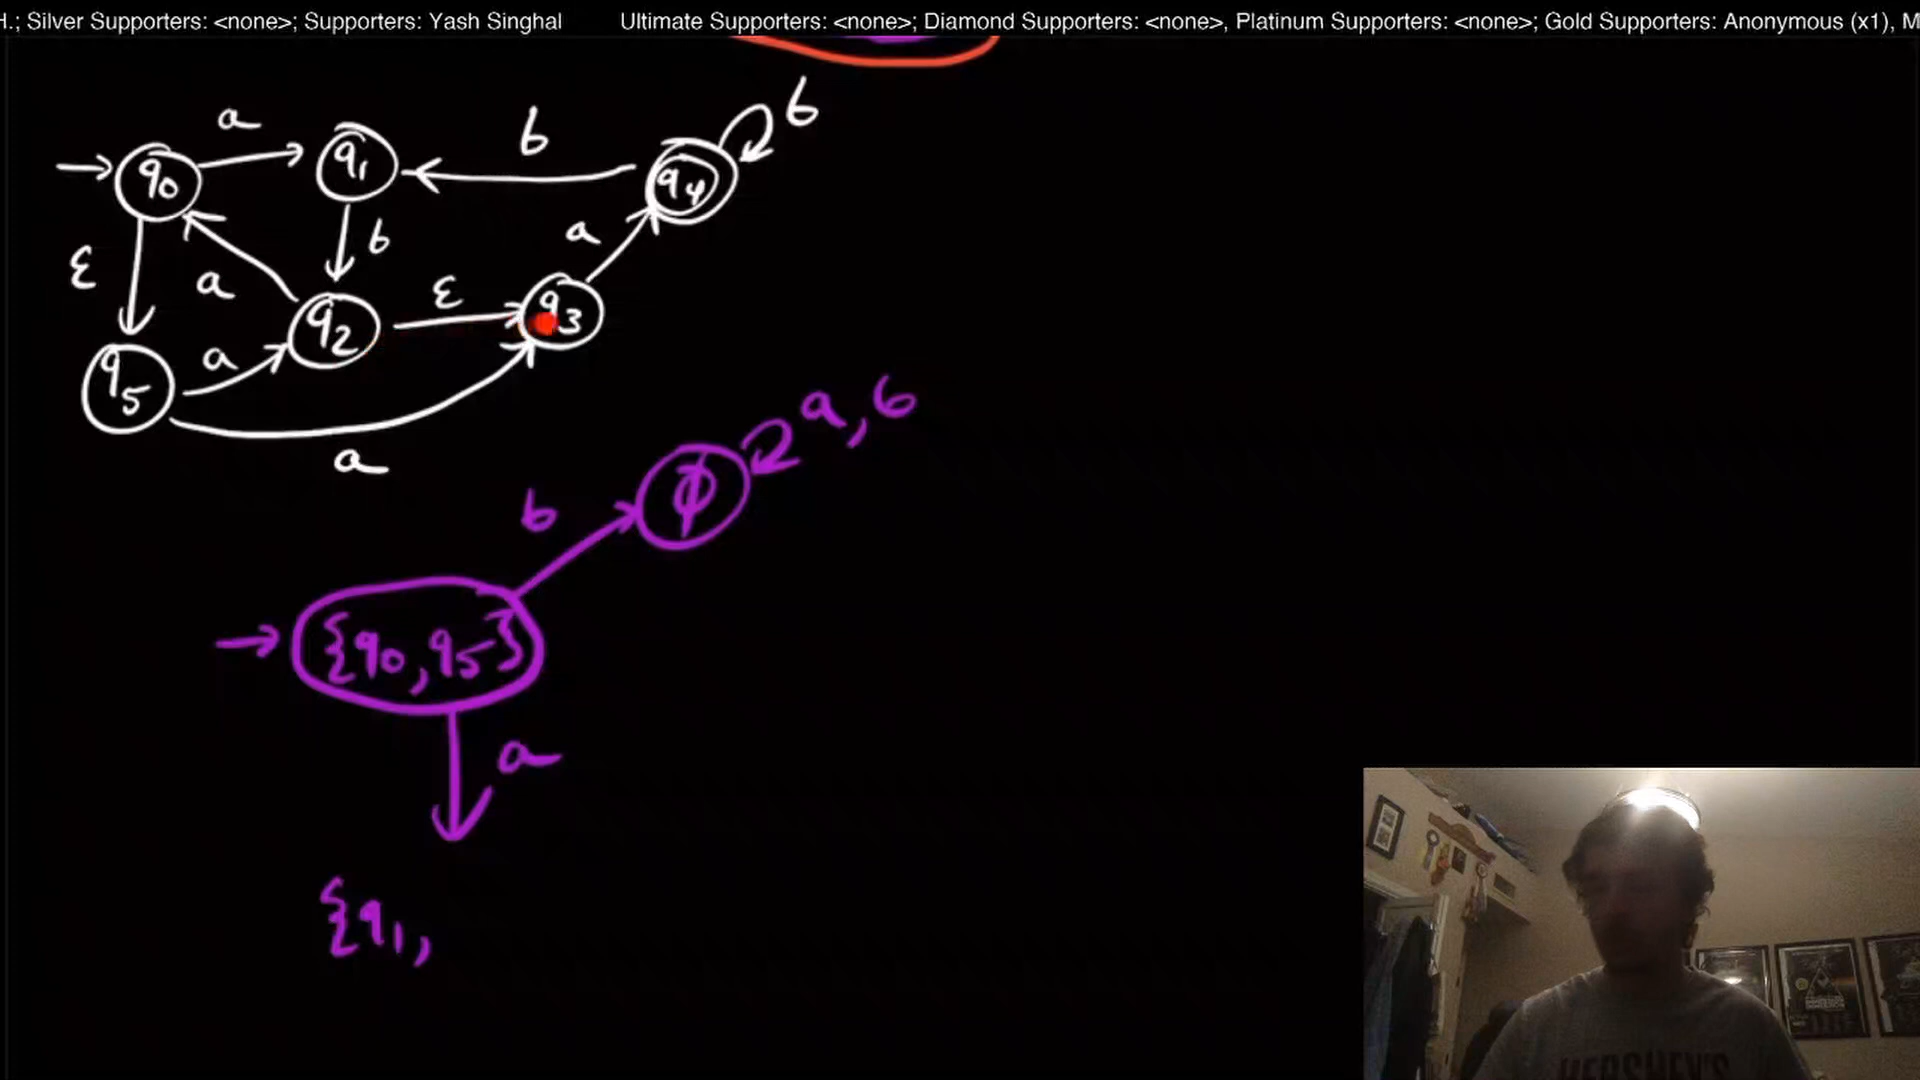 H.; Silver Supporters: <none>; Supporters: Yash Singhal Ultimate Supporters: <none>; Diamond Supporters: <none>, Platinum Supporters: <none>; Gold Supporters: Anonymous (x1), M
a b b
q0 q1 q4
ε a b a
q2 ε q3
q5 a
a
a, b
b ∅
{q0, q5}
a
{q1,
HERSHEY'S